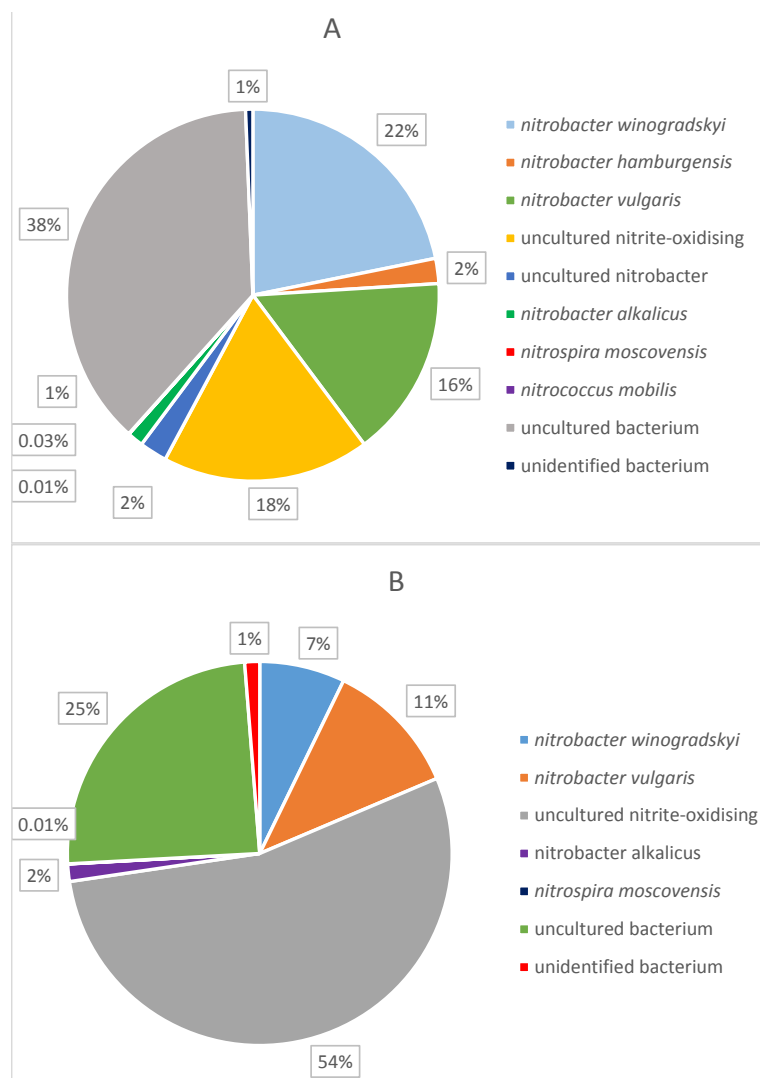 A
1%
22%
nitrobacter winogradskyi
nitrobacter hamburgensis
nitrobacter vulgaris
uncultured nitrite-oxidising
uncultured nitrobacter
nitrobacter alkalicus
nitrospira moscovensis
nitrococcus mobilis
uncultured bacterium
unidentified bacterium
38%
2%
16%
1%
0.03%
0.01%
2%
18%
B
1%
7%
25%
11%
nitrobacter winogradskyi
nitrobacter vulgaris
uncultured nitrite-oxidising
nitrobacter alkalicus
nitrospira moscovensis
uncultured bacterium
unidentified bacterium
0.01%
2%
54%